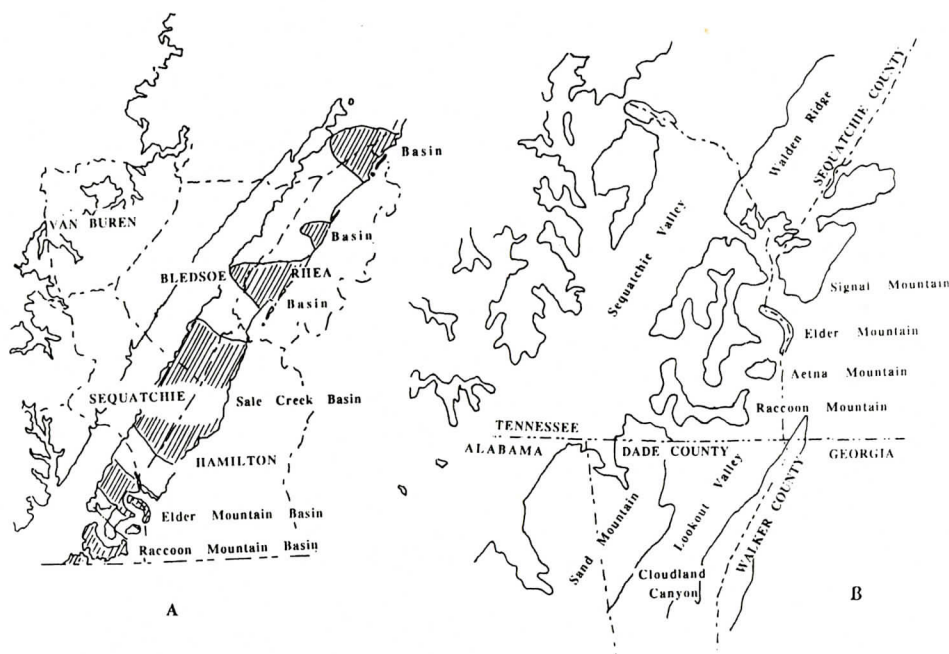 Basin
VAN BUREN
Basin
BLEDSOE
RHEA
Basin
SEQUATCHIE
Sale Creek Basin
HAMILTON
Elder Mountain Basin
Raccoon Mountain Basin
A
Walden Ridge
SEQUATCHIE COUNTY
Sequatchie Valley
Signal Mountain
Elder Mountain
Aetna Mountain
Raccoon Mountain
TENNESSEE
ALABAMA
DADE COUNTY
GEORGIA
Sand Mountain
Lookout Valley
WALKER COUNTY
Cloudland
Canyon
B